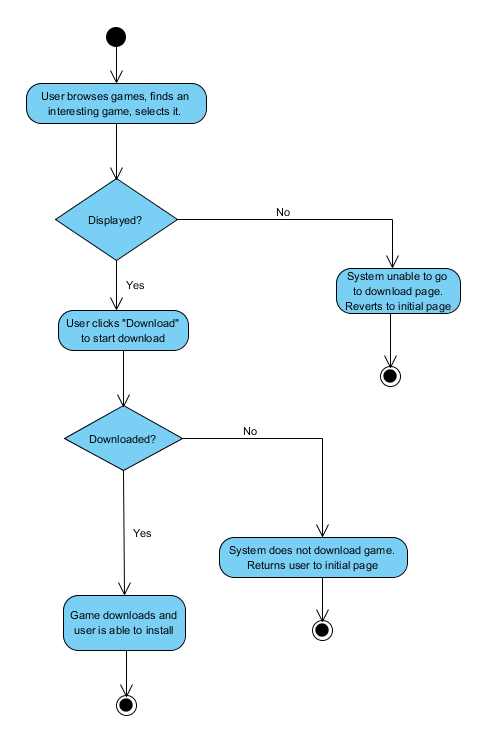 User browses games, finds an
interesting game, selects it.
Displayed?
No
System unable to go
to download page.
Reverts to initial page
Yes
User clicks "Download"
to start download
Downloaded?
No
Yes
System does not download game.
Returns user to initial page
Game downloads and
user is able to install